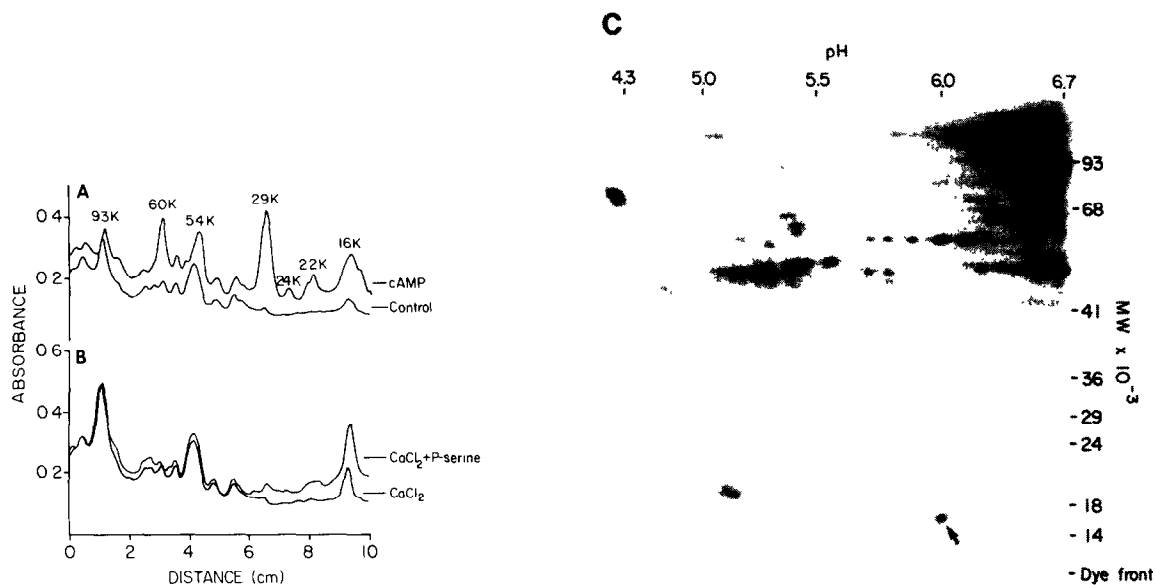 A
93K
60K
54K
29K
24K
22K
16K
0 4
0 2
cAMP
Control
B
0 6
0 4
0 2
CaCl2+P-serine
CaCl2
ABSORBANCE
0 2 4 6 8 10
DISTANCE (cm)
C
pH
4.3 5.0 5.5 6.0 6.7
93
68
41
36
29
24
18
14
Dye front
MW x 10-3